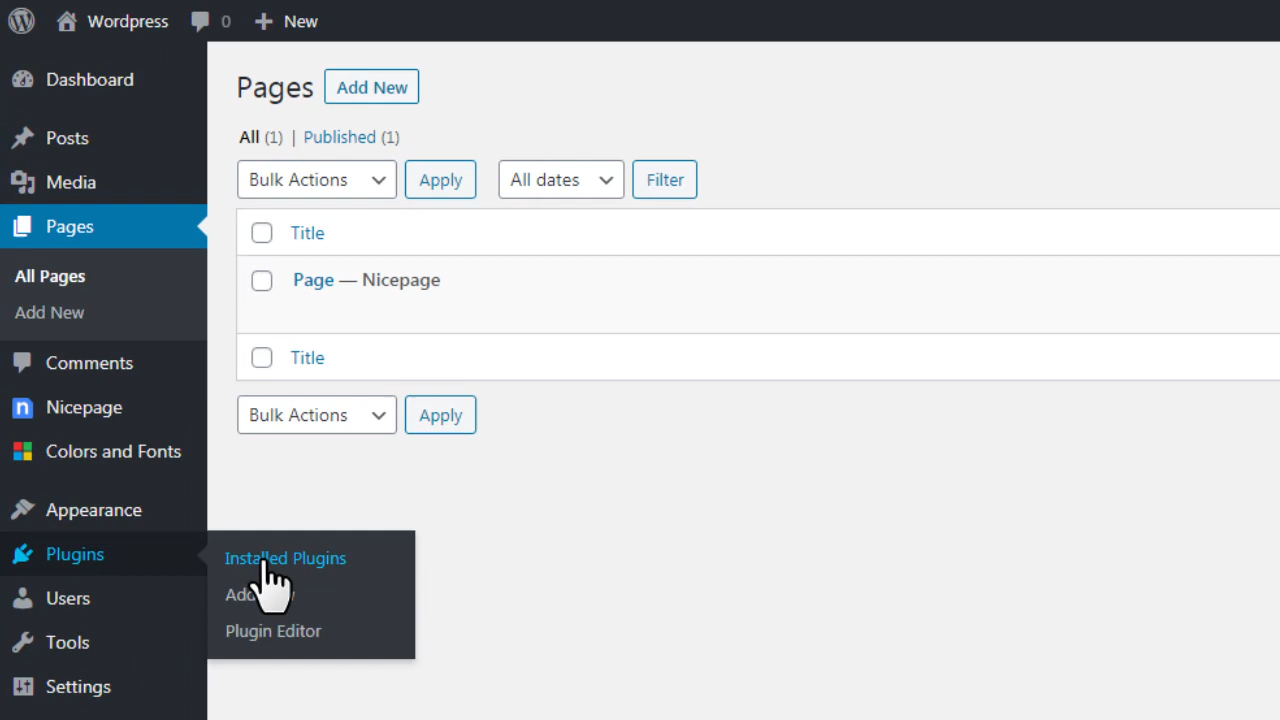 Wordpress 0 New
Dashboard
Posts
Media
Pages
All Pages
Add New
Comments
Nicepage
Colors and Fonts
Appearance
Plugins
Users
Tools
Settings
Installed Plugins
Plugin Editor
Pages Add New
All (1) | Published (1)
Bulk Actions Apply All dates Filter
Title
Page — Nicepage
Title
Bulk Actions Apply